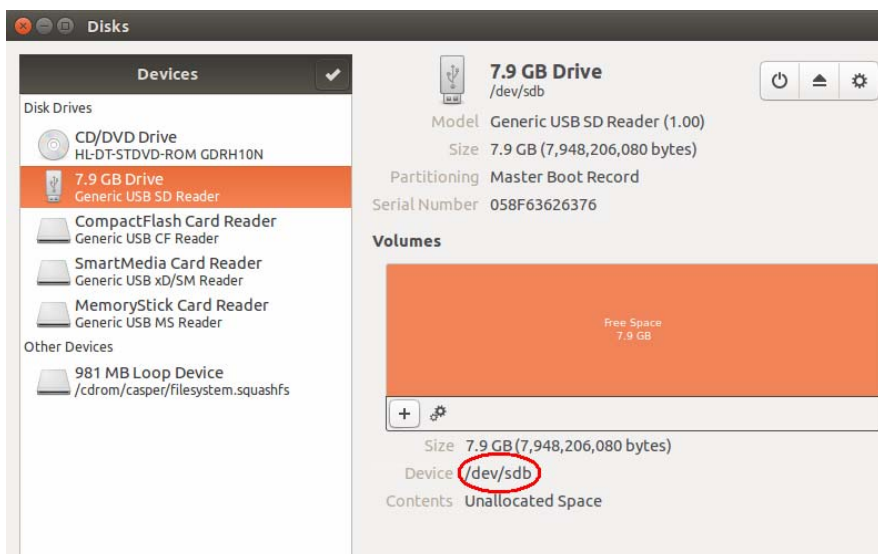 Disks
Devices
Disk Drives
CD/DVD Drive
HL-DT-STDVD-ROM GDRH10N
7.9 GB Drive
Generic USB SD Reader
CompactFlash Card Reader
Generic USB CF Reader
SmartMedia Card Reader
Generic USB xD/SM Reader
MemoryStick Card Reader
Generic USB MS Reader
Other Devices
981 MB Loop Device
/cdrom/casper/filesystem.squashfs
7.9 GB Drive
/dev/sdb
Model Generic USB SD Reader (1.00)
Size 7.9 GB (7,948,206,080 bytes)
Partitioning Master Boot Record
Serial Number 058F63626376
Volumes
Free Space
7.9 GB
Size 7.9 GB (7,948,206,080 bytes)
Device /dev/sdb
Contents Unallocated Space